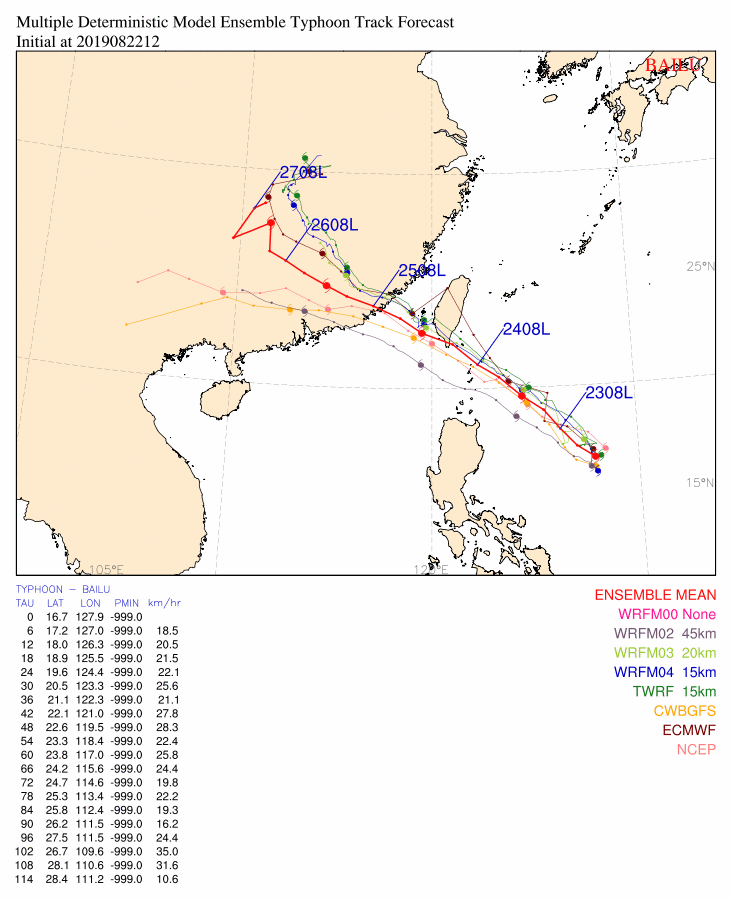 Multiple Deterministic Model Ensemble Typhoon Track Forecast
Initial at 2019082212
BAILU
2708L
2608L
2508L
25°N
2408L
2308L
15°N
105°E
120°E
TYPHOON - BAILU
TAU LAT LON PMIN km/hr
0 16.7 127.9 -999.0
6 17.2 127.0 -999.0 18.5
12 18.0 126.3 -999.0 20.5
18 18.9 125.5 -999.0 21.5
24 19.6 124.4 -999.0 22.1
30 20.5 123.3 -999.0 25.6
36 21.1 122.3 -999.0 21.1
42 22.1 121.0 -999.0 27.8
48 22.6 119.5 -999.0 28.3
54 23.3 118.4 -999.0 22.4
60 23.8 117.0 -999.0 25.8
66 24.2 115.6 -999.0 24.4
72 24.7 114.6 -999.0 19.8
78 25.3 113.4 -999.0 22.2
84 25.8 112.4 -999.0 19.3
90 26.2 111.5 -999.0 16.2
96 27.5 111.5 -999.0 24.4
102 26.7 109.6 -999.0 35.0
108 28.1 110.6 -999.0 31.6
114 28.4 111.2 -999.0 10.6
ENSEMBLE MEAN
WRFM00 None
WRFM02 45km
WRFM03 20km
WRFM04 15km
TWRF 15km
CWBGFS
ECMWF
NCEP